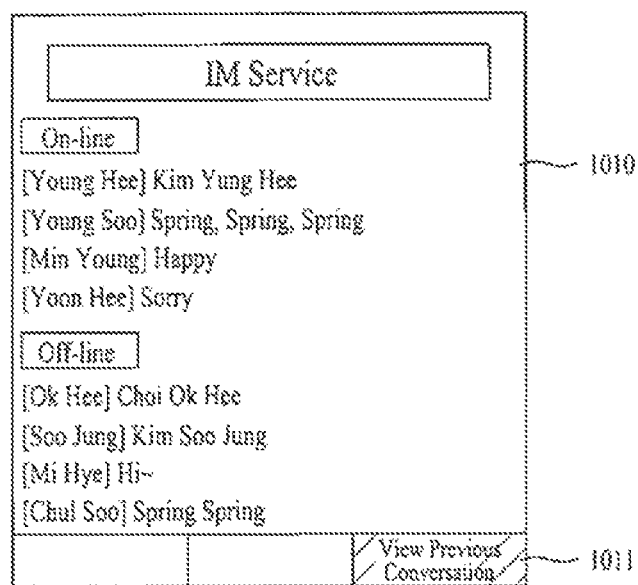 IM Service
On-line
[Young Hee] Kim Yung Hee
[Young Soo] Spring, Spring, Spring
[Min Young] Happy
[Yoon Hee] Sorry
Off-line
[Ok Hee] Choi Ok Hee
[Soo Jung] Kim Soo Jung
[Mi Hye] Hi~
[Chul Soo] Spring Spring
View Previous
Conversation
1010
1011